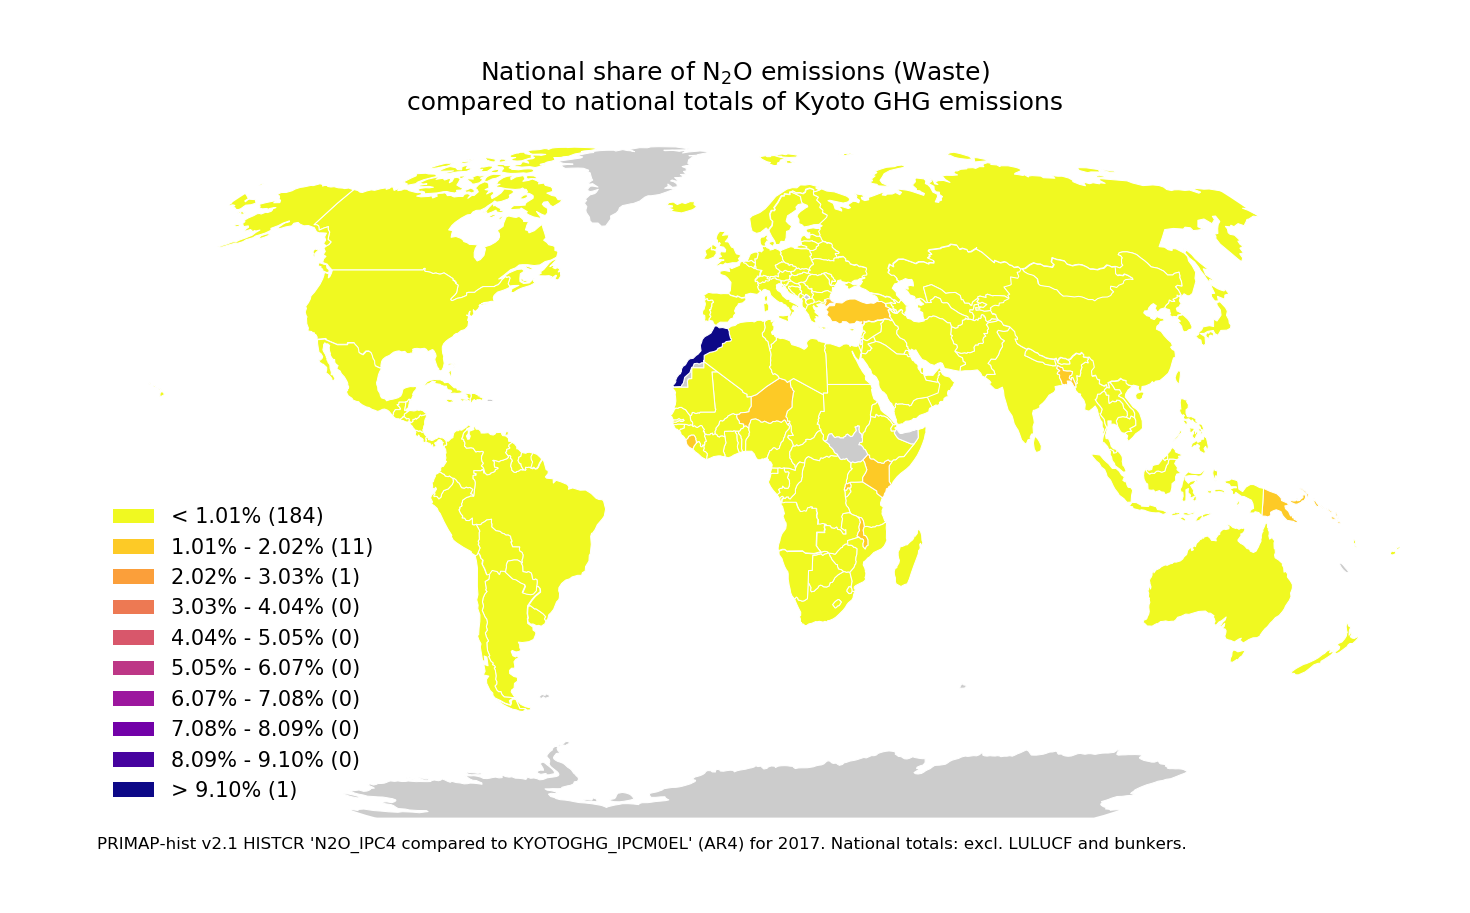 National share of N₂O emissions (Waste)
compared to national totals of Kyoto GHG emissions
< 1.01% (184)
1.01% - 2.02% (11)
2.02% - 3.03% (1)
3.03% - 4.04% (0)
4.04% - 5.05% (0)
5.05% - 6.07% (0)
6.07% - 7.08% (0)
7.08% - 8.09% (0)
8.09% - 9.10% (0)
> 9.10% (1)
PRIMAP-hist v2.1 HISTCR 'N2O_IPC4 compared to KYOTOGHG_IPCM0EL' (AR4) for 2017. National totals: excl. LULUCF and bunkers.